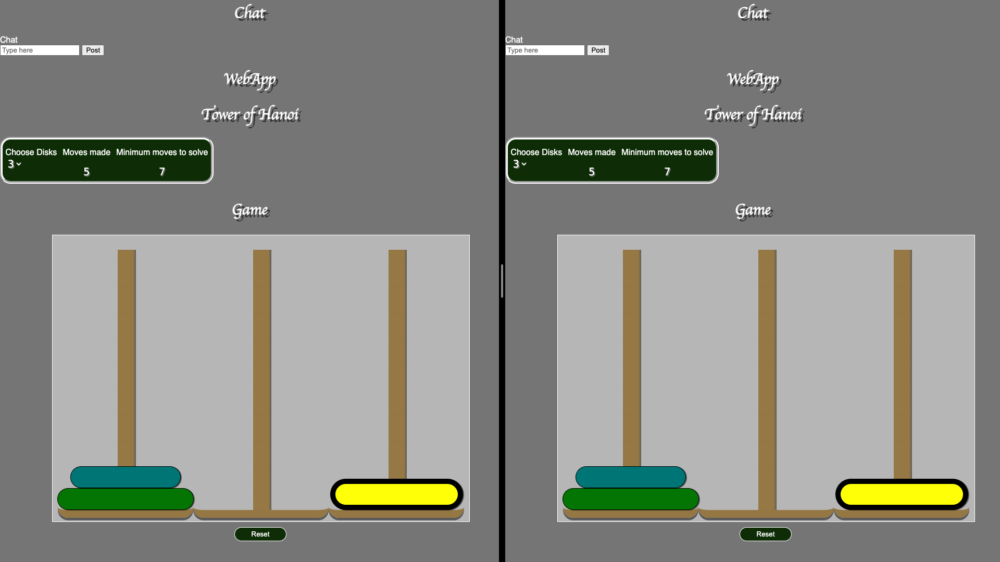 Chat
Chat
Type here Post
WebApp
Tower of Hanoi
Choose Disks Moves made Minimum moves to solve
3 5 7
Game
Reset
Chat
Chat
Type here Post
WebApp
Tower of Hanoi
Choose Disks Moves made Minimum moves to solve
3 5 7
Game
Reset